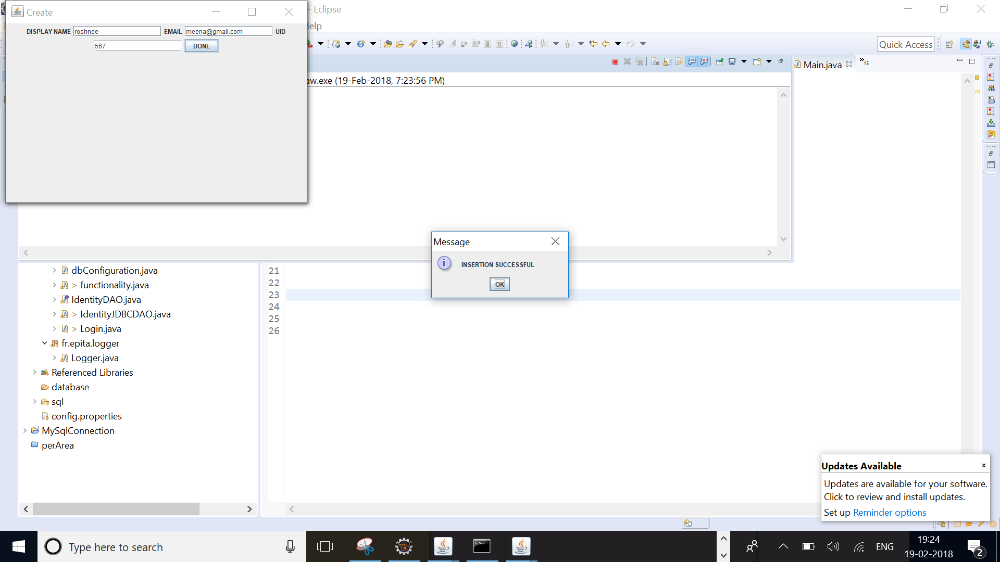 Create
- Eclipse
DISPLAY NAME roshnee EMAIL meena@gmail.com UID
567 DONE
Help
Quick Access
Main.java
»15
aw.exe (19-Feb-2018, 7:23:56 PM)
Message
INSERTION SUCCESSFUL
OK
dbConfiguration.java
> functionality.java
IdentityDAO.java
> IdentityJDBCDAO.java
> Login.java
fr.epita.logger
Logger.java
Referenced Libraries
database
sql
config.properties
MySqlConnection
perArea
21
22
23
24
25
26
Updates Available
Updates are available for your software.
Click to review and install updates.
Set up Reminder options
Type here to search
ENG
19:24
19-02-2018
2